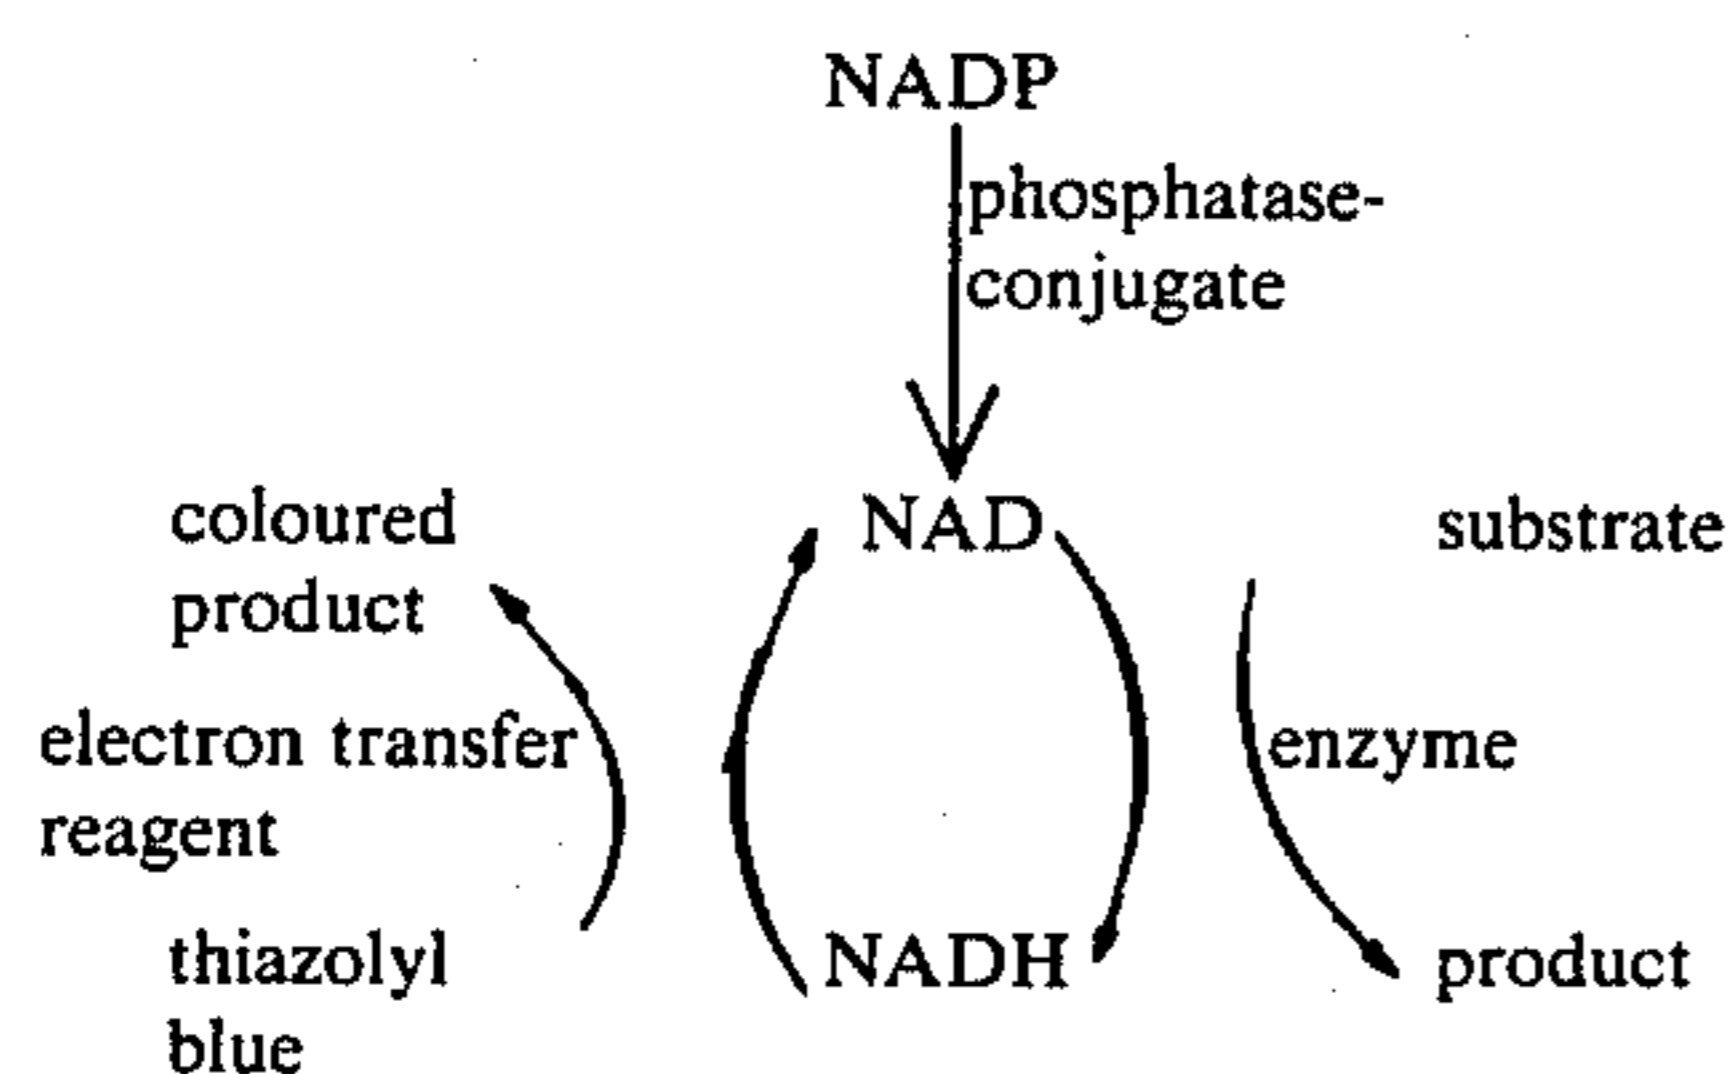 NADP
phosphatase-
conjugate
NAD
coloured
product
substrate
electron transfer
reagent
enzyme
thiazolyl
blue
NADH
product